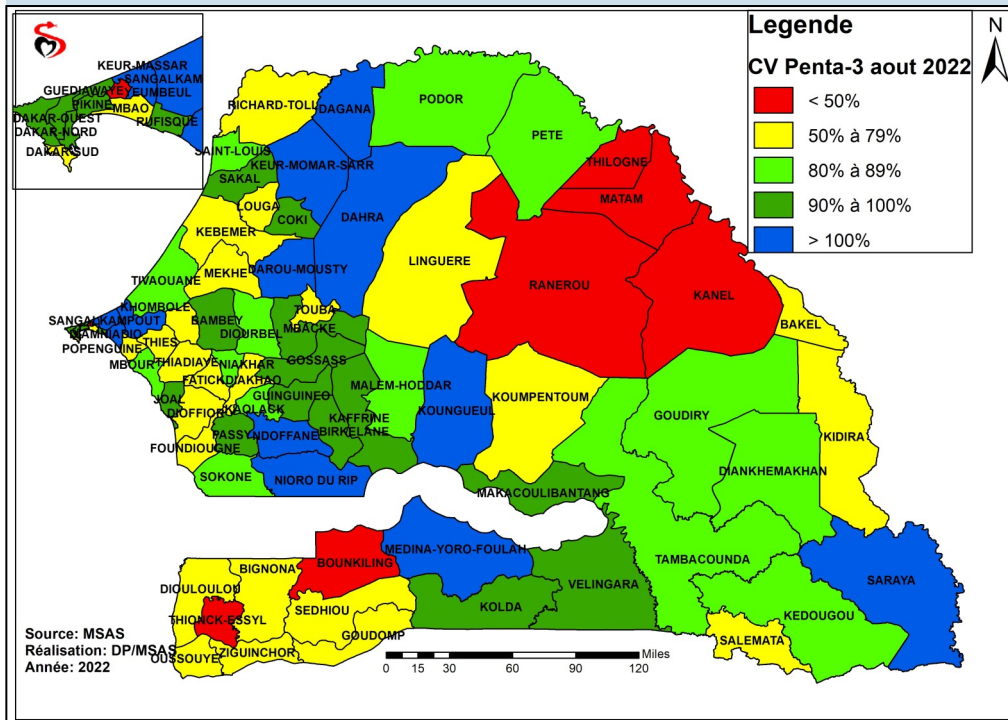 Legende
CV Penta-3 aout 2022
< 50%
50% à 79%
80% à 89%
90% à 100%
> 100%
N
KEUR-MASSAR
SANGALKAM
GUEDIAWAYE
YEUMBEUL
PIKINE
MBAO
DAKAR-OUEST
RUFISQUE
DAKAR-NORD
DAKAR-SUD
RICHARD-TOLL
DAGANA
PODOR
PETE
THILOGNE
MATAM
SAINT-LOUIS
KEUR-MOMAR-SARR
SAKAL
LOUGA
COKI
DAHRA
KEBEMER
LINGUERE
MEKHE
DAROU-MOUSTY
RANEROU
KANEL
TIVAOUANE
KHOMBOLE
TOUBA
BAKEL
SANGALKAM
POUT
BAMBEY
MBACKE
DIAMNIADIO
DIOURBEL
POPENGUINE
THIES
MBOUR
THIADIAYE
NIAKHAR
GOSSASS
FATICK
DIAKHAO
MALEM-HODDAR
JOAL
GUINGUINEO
KOUNGUEUL
KOUMPENTOUM
DIOFFIOR
KAOLACK
KAFFRINE
GOUDIRY
PASSY
NDOFFANE
BIRKELANE
KIDIRA
FOUNDIOUGNE
DIANKHEMAKHAN
SOKONE
NIORO DU RIP
MAKACOULIBANTANG
MEDINA-YORO-FOULAH
BOUNKILING
BIGNONA
TAMBACOUNDA
SARAYA
DIOULOULOU
VELINGARA
THIONCK-ESSYL
SEDHIOU
KOLDA
KEDOUGOU
GOUDOMP
SALEMATA
OUSSOUYE
ZIGUINCHOR
Source: MSAS
Réalisation: DP/MSAS
Année: 2022
0 15 30 60 90 120 Miles